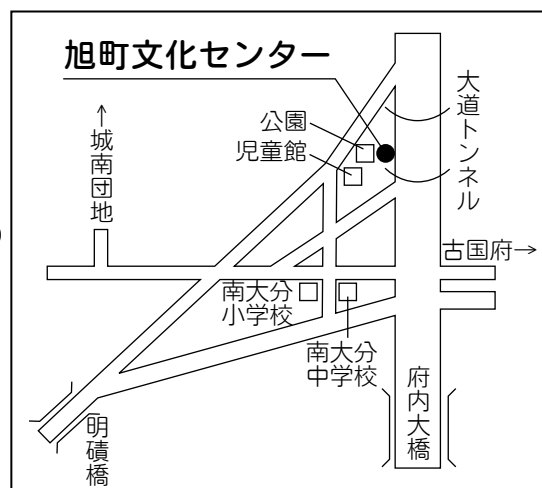 旭町文化センター
公園
児童館
大道トンネル
↑城南団地
古国府→
南大分
小学校
南大分
中学校
府内大橋
明磧橋